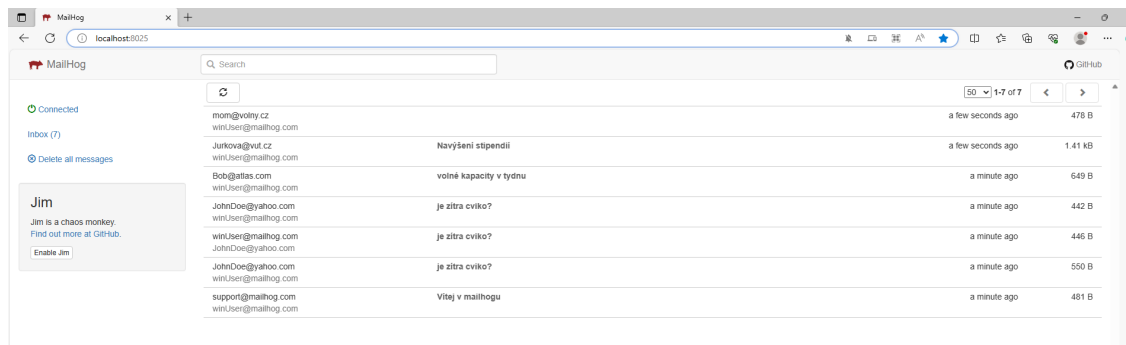 MailHog
localhost:8025
MailHog
Search
GitHub
50 1-7 of 7
Connected
Inbox (7)
Delete all messages
Jim
Jim is a chaos monkey.
Find out more at GitHub.
Enable Jim
mom@volny.cz a few seconds ago 478 B
winUser@mailhog.com
Jurkova@vut.cz Navýšení stipendií a few seconds ago 1.41 kB
winUser@mailhog.com
Bob@atlas.com volné kapacity v tydnu a minute ago 649 B
winUser@mailhog.com
JohnDoe@yahoo.com je zítra cviko? a minute ago 442 B
winUser@mailhog.com
winUser@mailhog.com je zítra cviko? a minute ago 446 B
JohnDoe@yahoo.com
JohnDoe@yahoo.com je zítra cviko? a minute ago 550 B
winUser@mailhog.com
support@mailhog.com Vítej v mailhogu a minute ago 481 B
winUser@mailhog.com